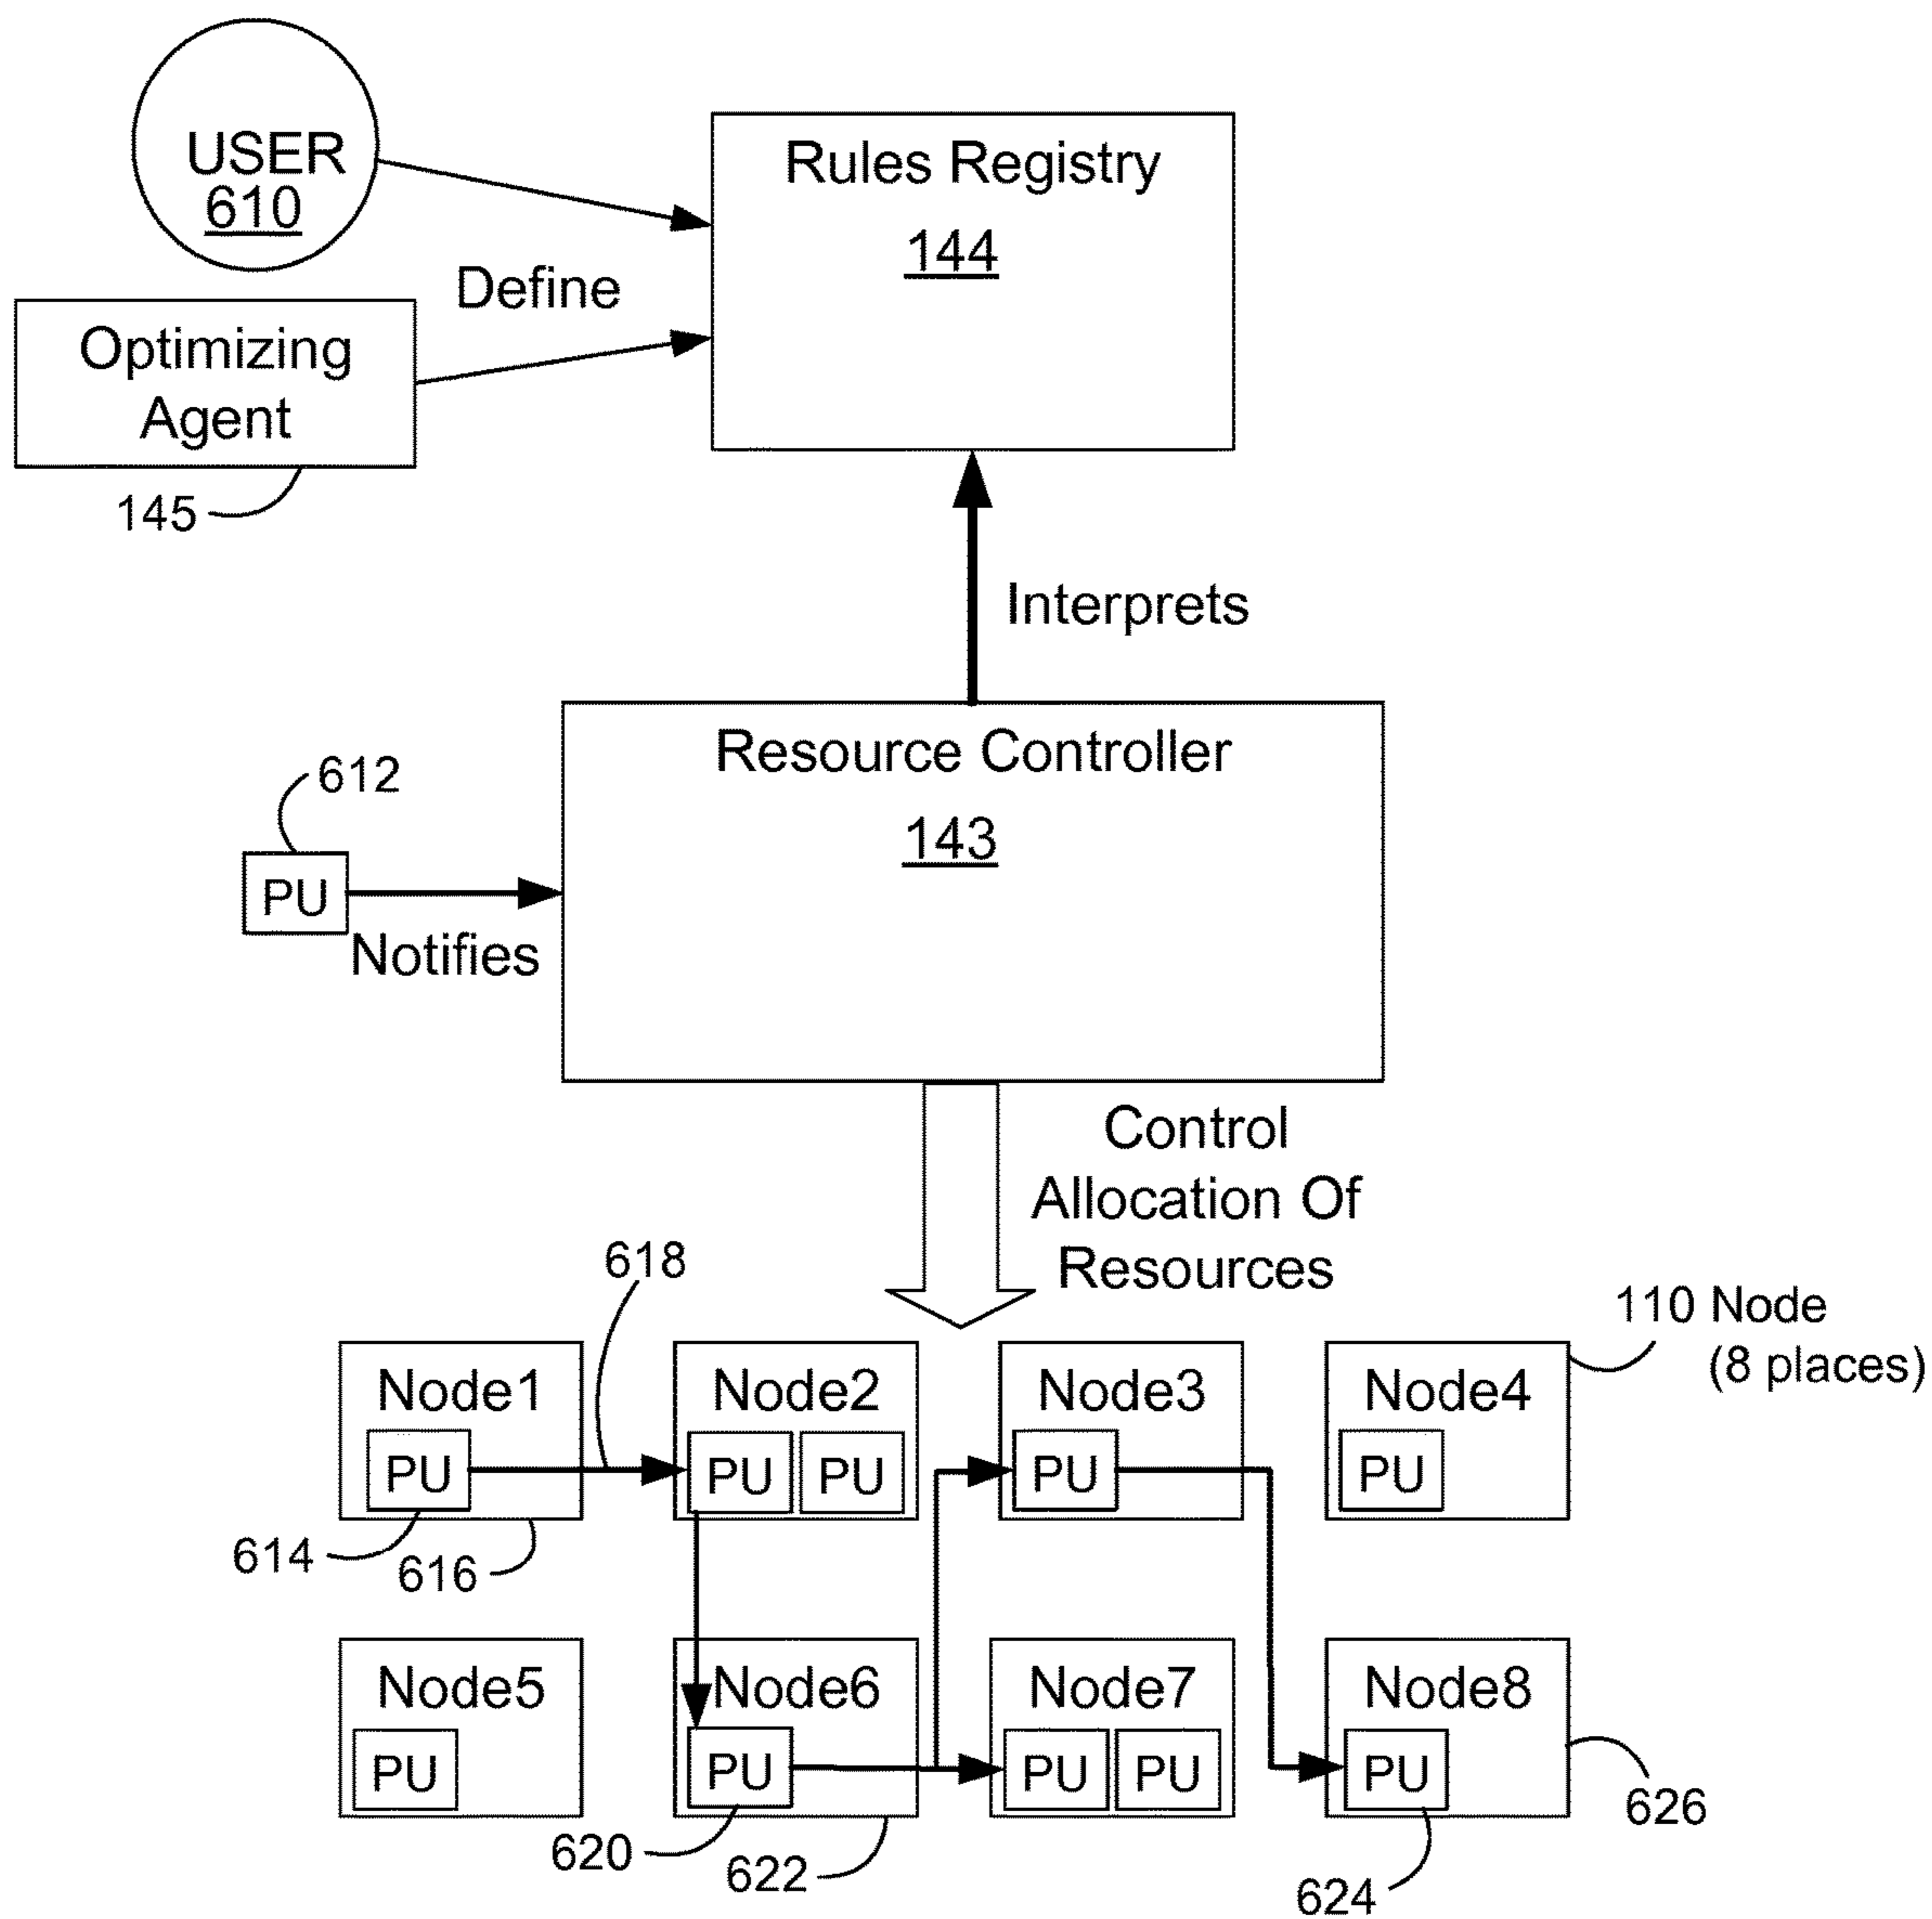 USER
610
Rules Registry
144
Define
Optimizing
Agent
145
Interprets
Resource Controller
143
612
PU
Notifies
Control
Allocation Of
Resources
618
110 Node
(8 places)
Node1
PU
Node2
PU PU
Node3
PU
Node4
PU
614
616
Node5
PU
Node6
PU
Node7
PU PU
Node8
PU
620
622
624
626